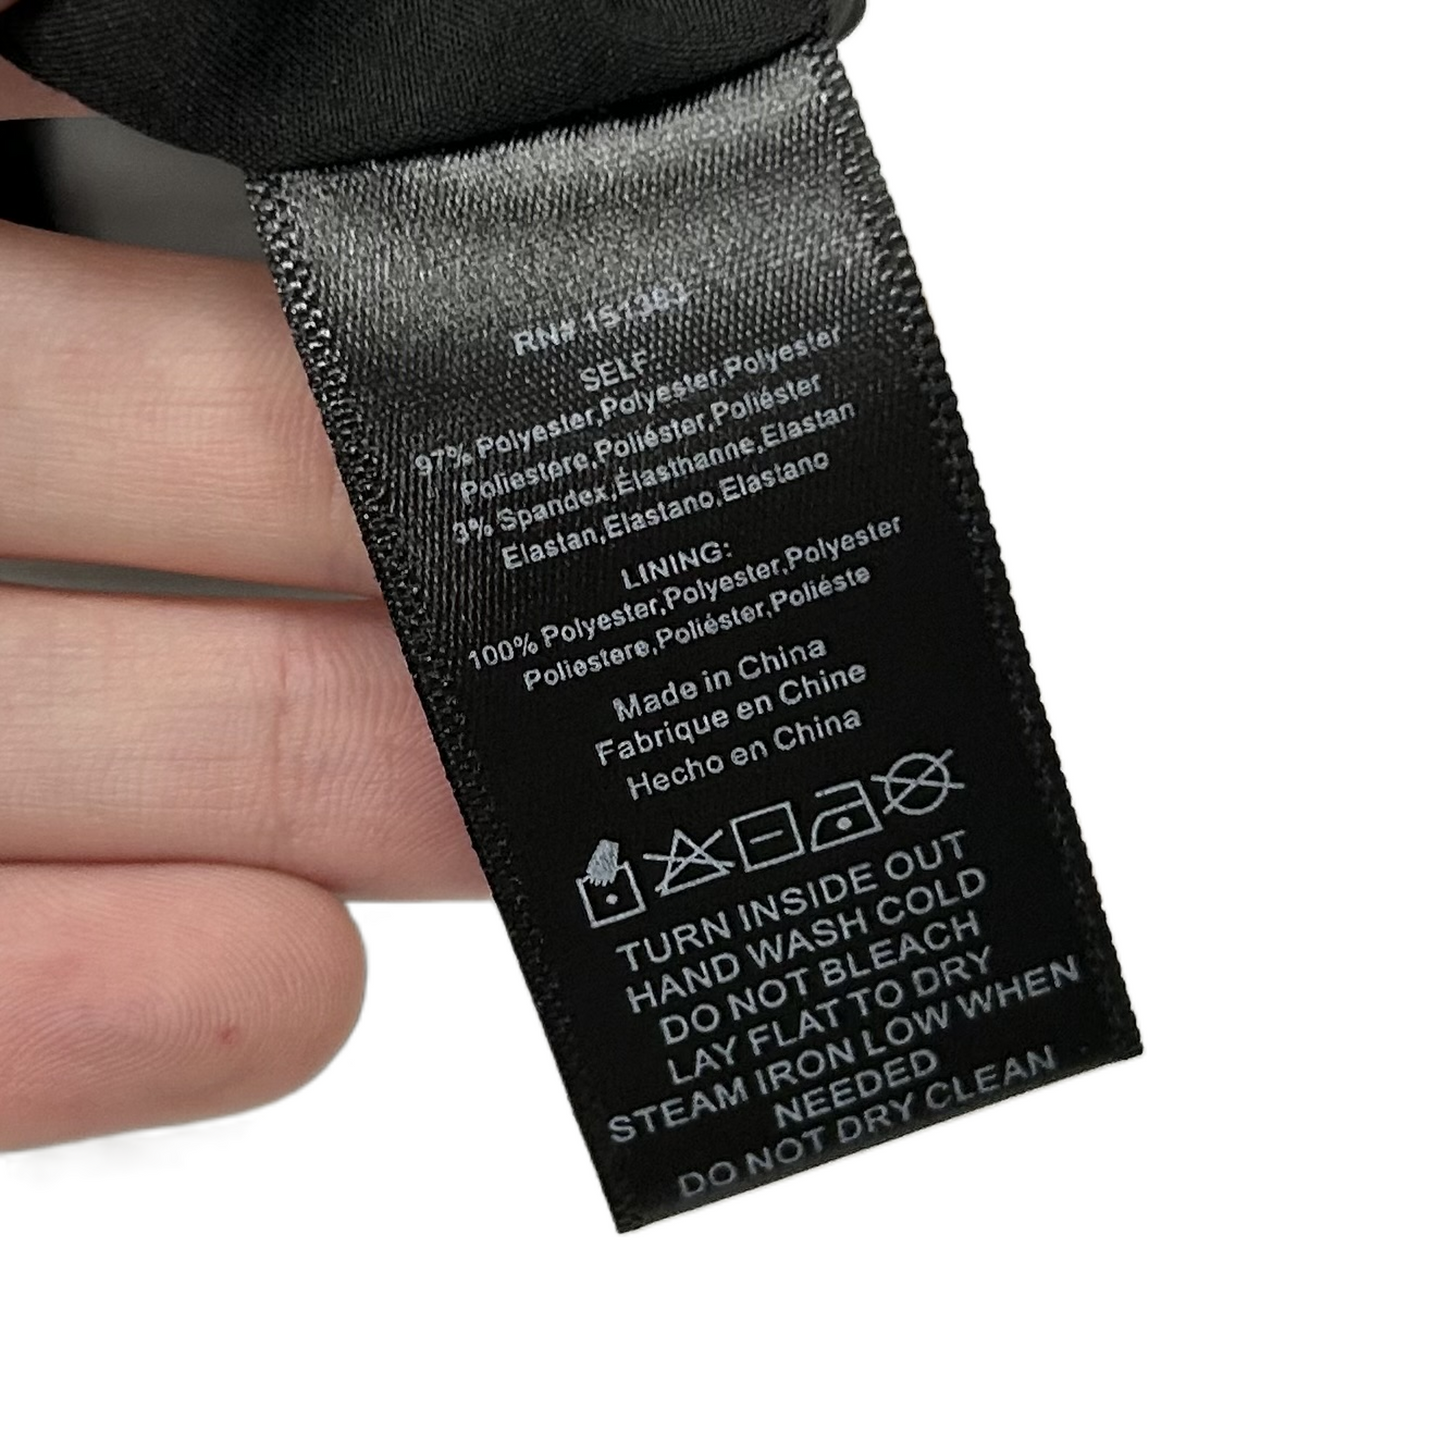 RN# 151383
SELF:
97% Polyester,Polyester,Polyester
Poliestere,Poliéster,Poliéster
3% Spandex,Élasthanne,Elastan
Elastan,Elastano,Elastano
LINING:
100% Polyester,Polyester,Polyester
Poliestere,Poliéster,Poliéste
Made in China
Fabrique en Chine
Hecho en China
TURN INSIDE OUT
HAND WASH COLD
DO NOT BLEACH
LAY FLAT TO DRY
STEAM IRON LOW WHEN
NEEDED
DO NOT DRY CLEAN